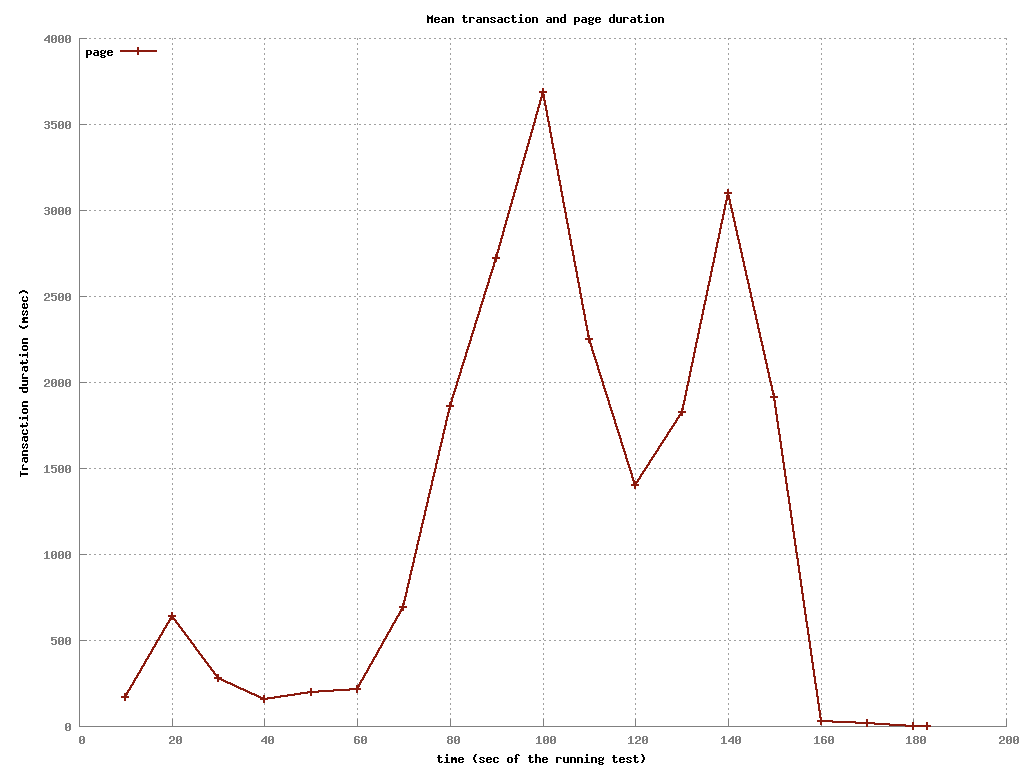 Mean transaction and page duration
page
4000
3500
3000
2500
2000
1500
1000
500
0
Transaction duration (msec)
0 20 40 60 80 100 120 140 160 180 200
time (sec of the running test)